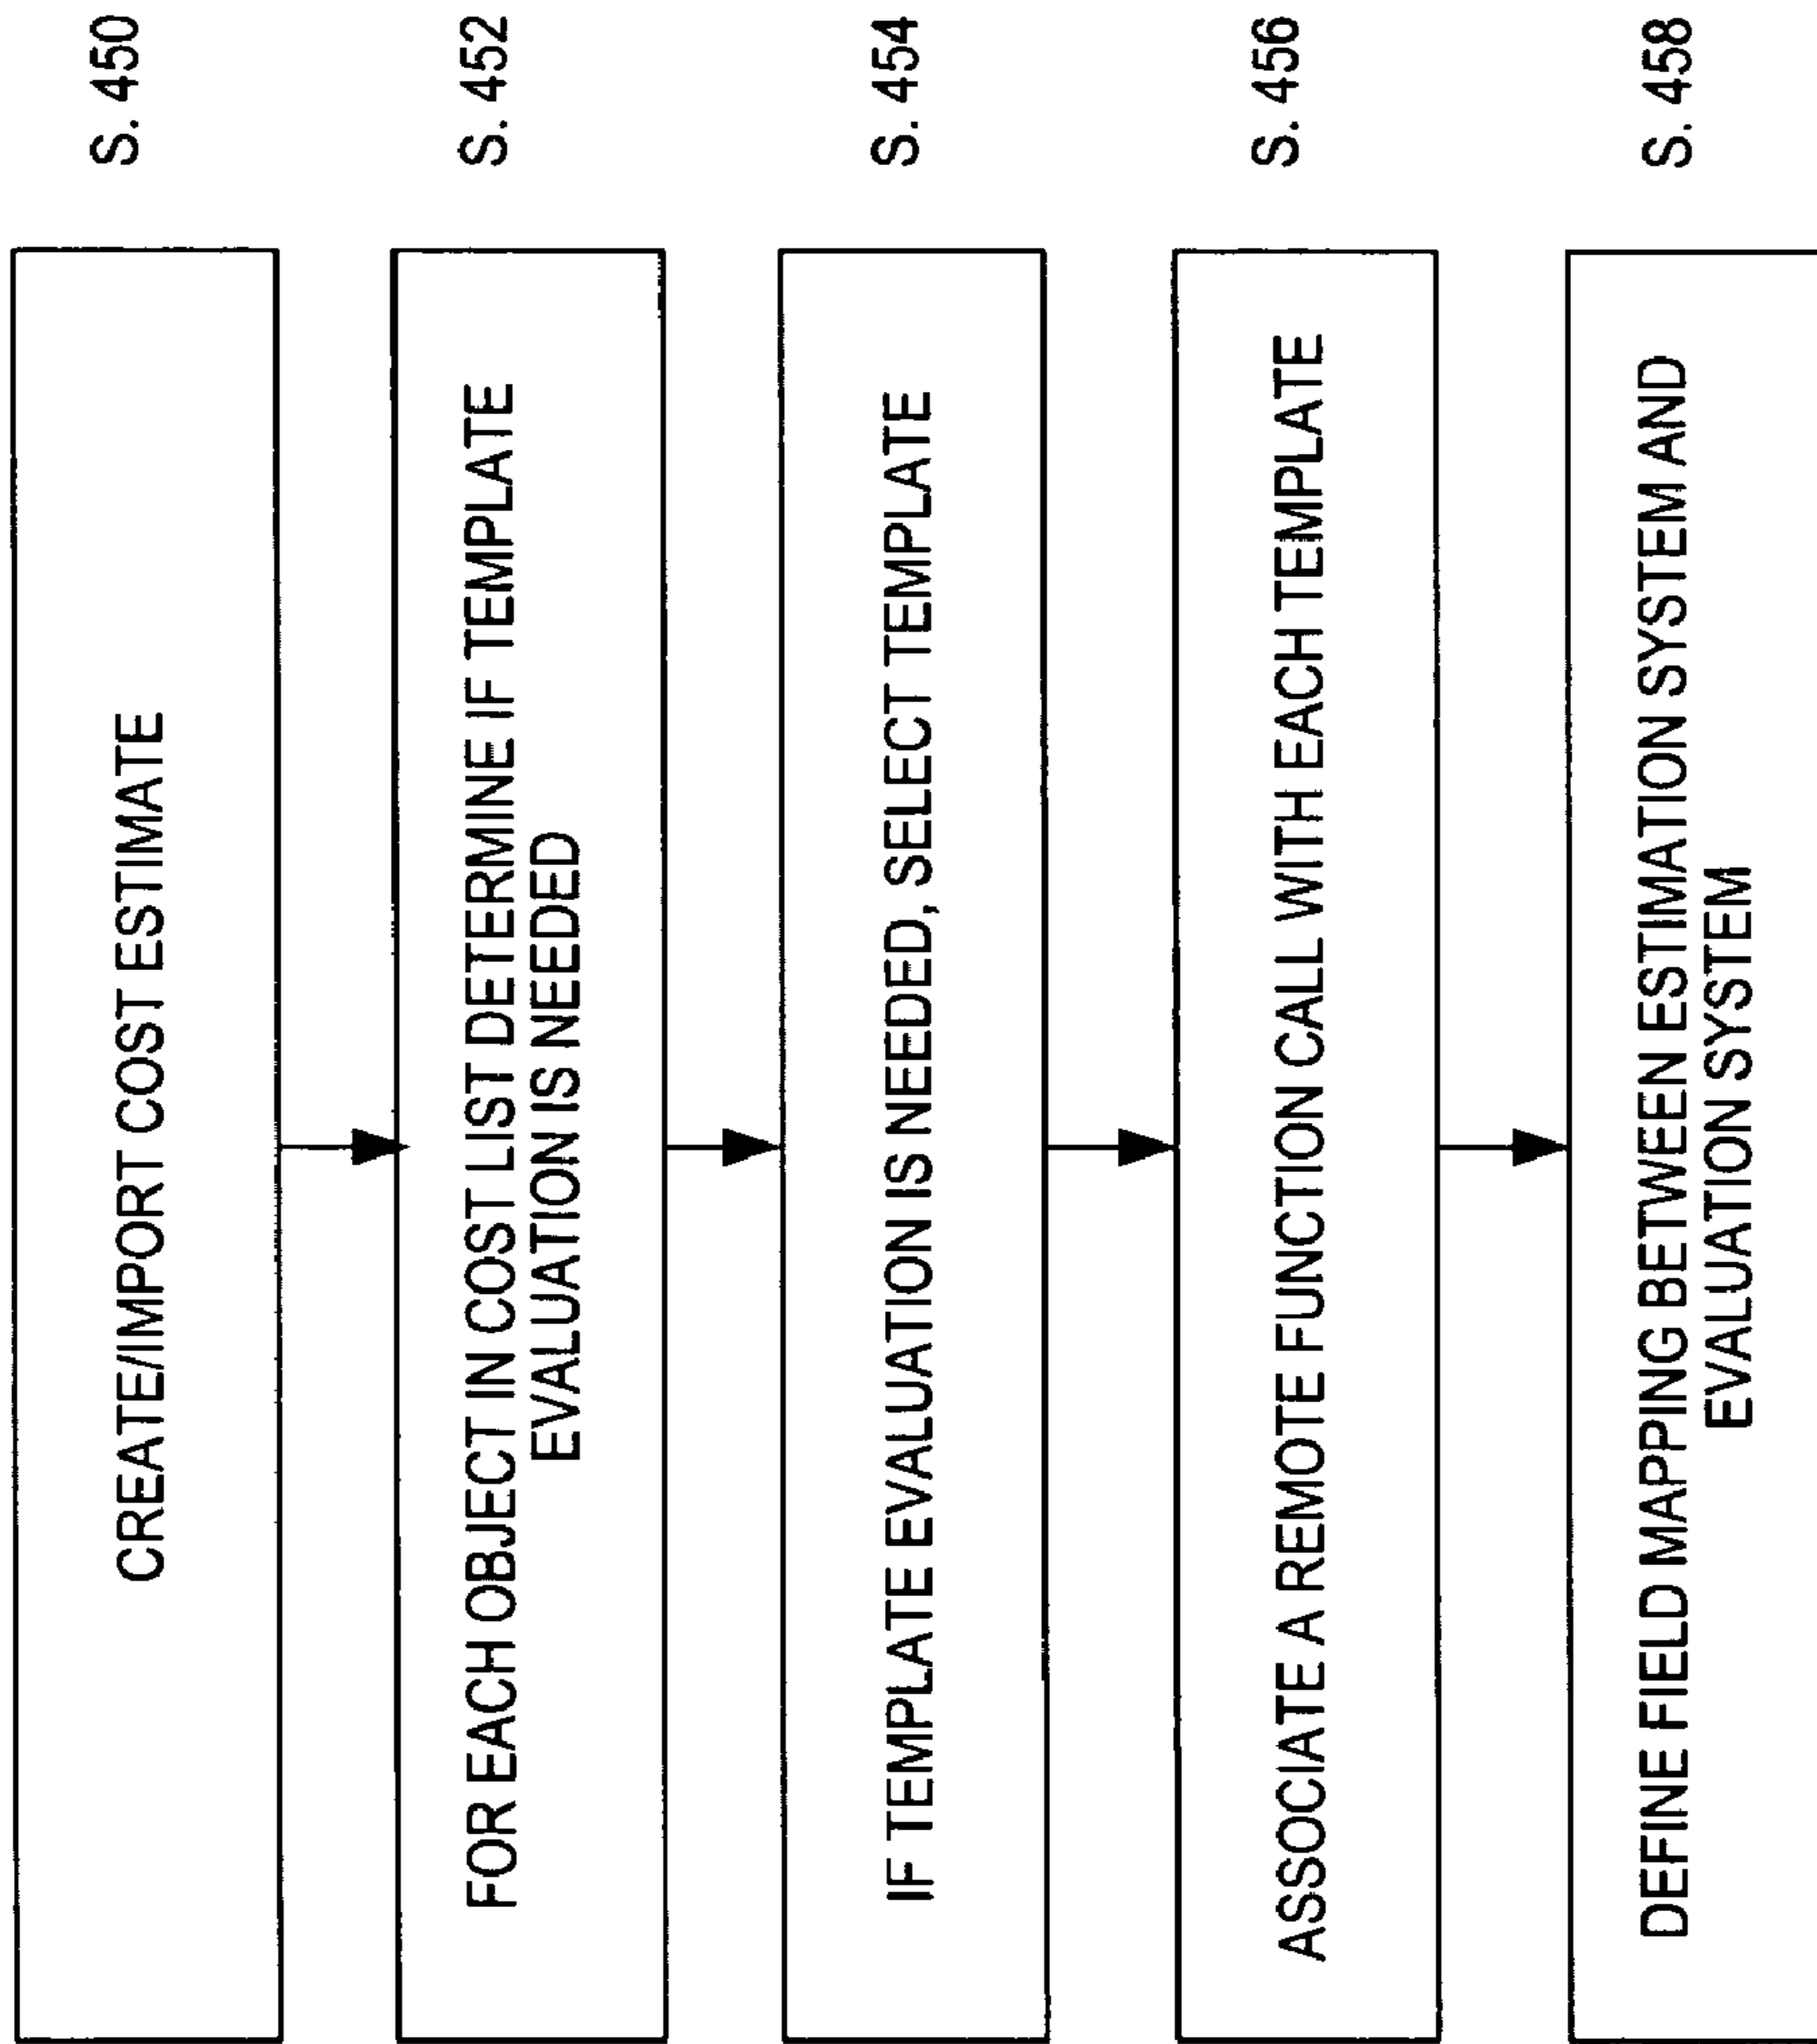 CREATE/IMPORT COST ESTIMATE
S. 450
FOR EACH OBJECT IN COST LIST DETERMINE IF TEMPLATE
EVALUATION IS NEEDED
S. 452
IF TEMPLATE EVALUATION IS NEEDED, SELECT TEMPLATE
S. 454
ASSOCIATE A REMOTE FUNCTION CALL WITH EACH TEMPLATE
S. 456
DEFINE FIELD MAPPING BETWEEN ESTIMATION SYSTEM AND
EVALUATION SYSTEM
S. 458